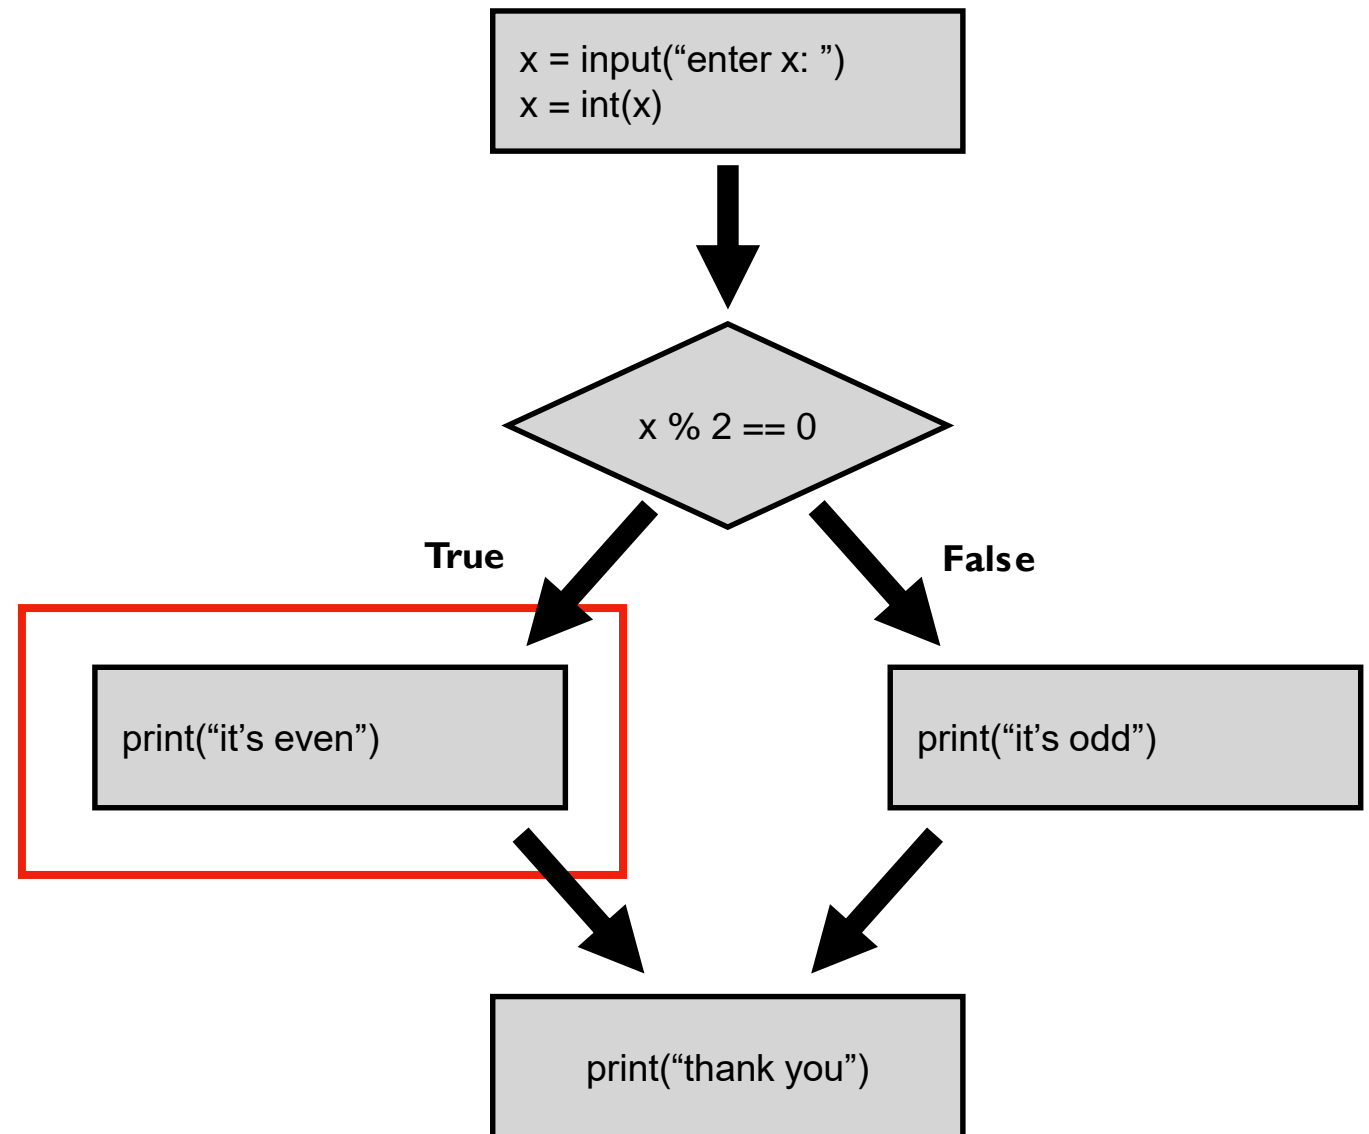 x = input(“enter x: ”)
x = int(x)
x % 2 == 0
True
False
print(“it’s even”)
print(“it’s odd”)
print(“thank you”)